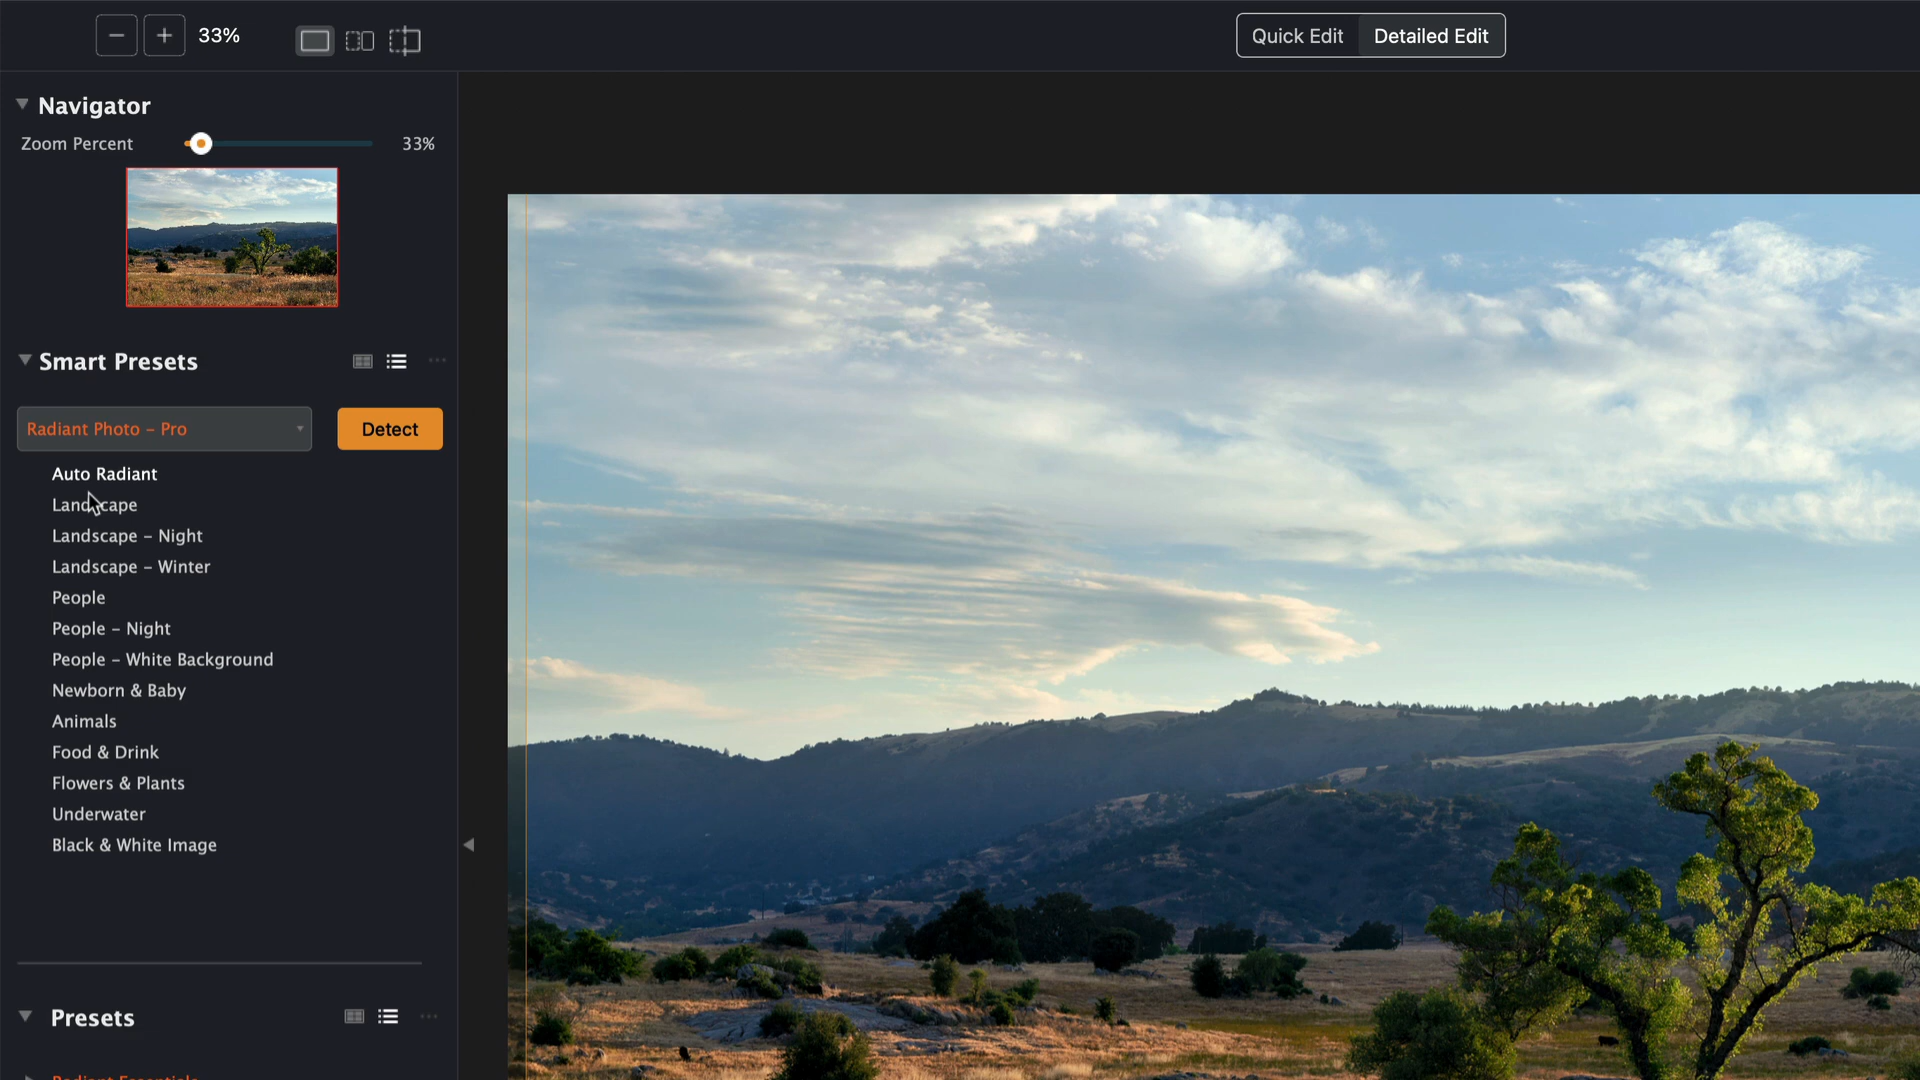 33%
Quick Edit
Detailed Edit
Navigator
Zoom Percent
33%
Smart Presets
Radiant Photo – Pro
Detect
Auto Radiant
Landscape
Landscape – Night
Landscape – Winter
People
People – Night
People – White Background
Newborn & Baby
Animals
Food & Drink
Flowers & Plants
Underwater
Black & White Image
Presets
Radiant Essentials